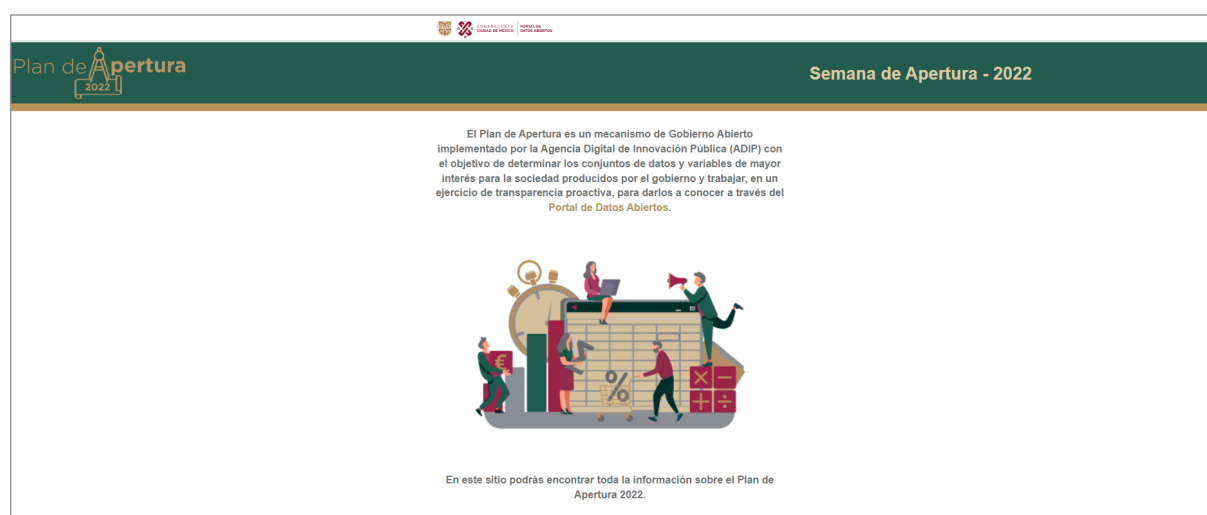 GOBIERNO DE LA
CIUDAD DE MÉXICO
PORTAL DE
DATOS ABIERTOS
Plan de Apertura
2022
Semana de Apertura - 2022
El Plan de Apertura es un mecanismo de Gobierno Abierto
implementado por la Agencia Digital de Innovación Pública (ADIP) con
el objetivo de determinar los conjuntos de datos y variables de mayor
interés para la sociedad producidos por el gobierno y trabajar, en un
ejercicio de transparencia proactiva, para darlos a conocer a través del
Portal de Datos Abiertos.
€
%
× −
+ ÷
En este sitio podrás encontrar toda la información sobre el Plan de
Apertura 2022.